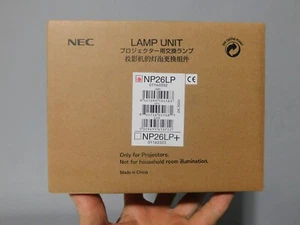 NEC
LAMP UNIT
プロジェクター用交換ランプ
投影机的灯泡更换组件
NP26LP
NP26LP+
Only for Projectors.
Not for household room illumination.
Made in China